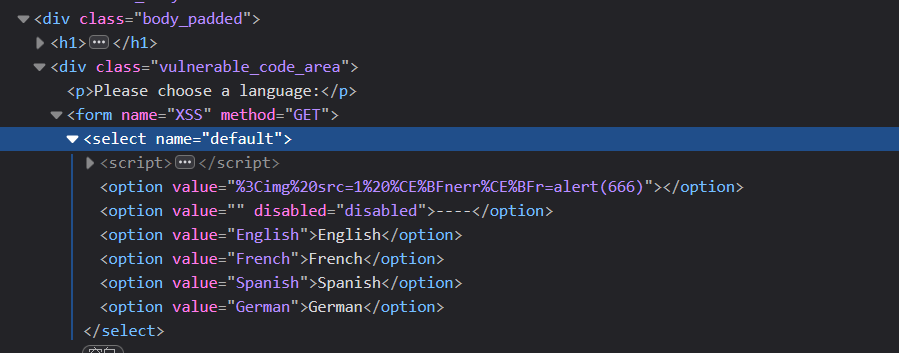 <div class="body_padded">
<h1>…</h1>
<div class="vulnerable_code_area">
<p>Please choose a language:</p>
<form name="XSS" method="GET">
<select name="default">
<script>…</script>
<option value="%3Cimg%20src=1%20%CE%BFnerr%CE%BFr=alert(666)"></option>
<option value="" disabled="disabled">----</option>
<option value="English">English</option>
<option value="French">French</option>
<option value="Spanish">Spanish</option>
<option value="German">German</option>
</select>